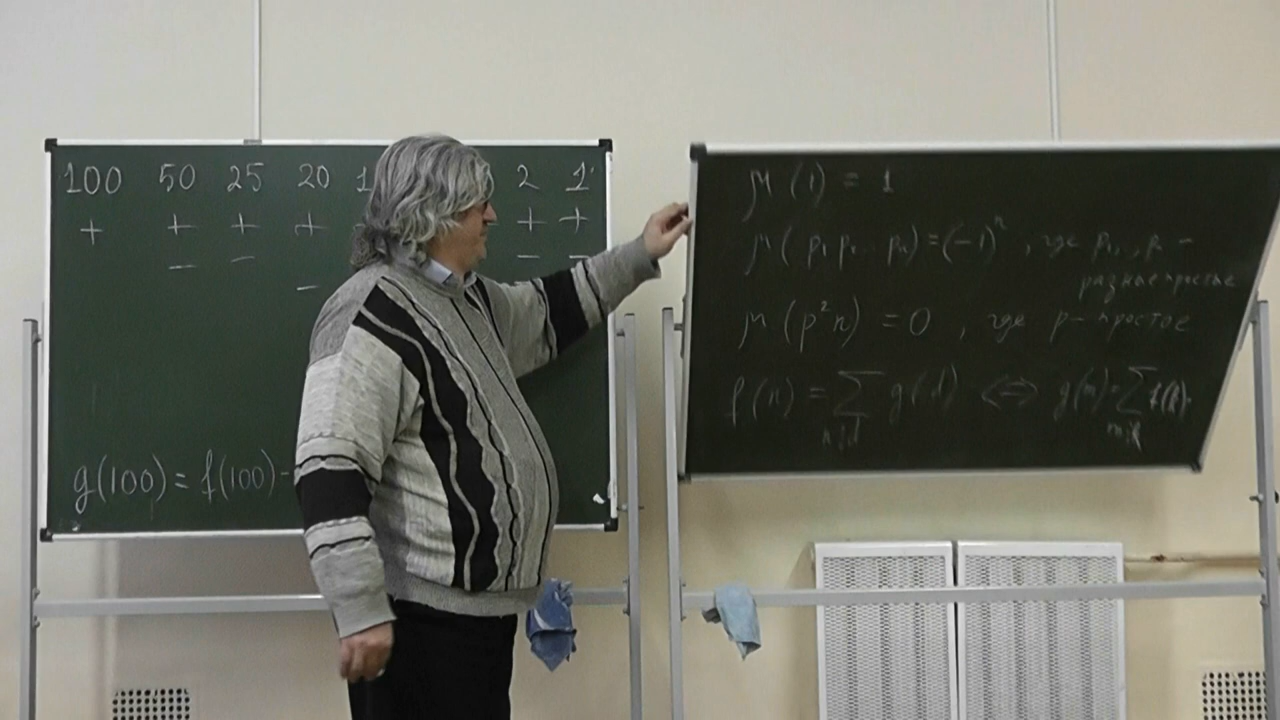 100 50 25 20 1 2 1
+ + + + + +
− − − −
−
g(100) = f(100) -
μ(1) = 1
μ(p₁p₂...pₙ) = (-1)ⁿ, где p₁,
разные простые
μ(p²n) = 0, где p - простое
f(n) = ∑ g(d) ⇔ g(m) = ∑